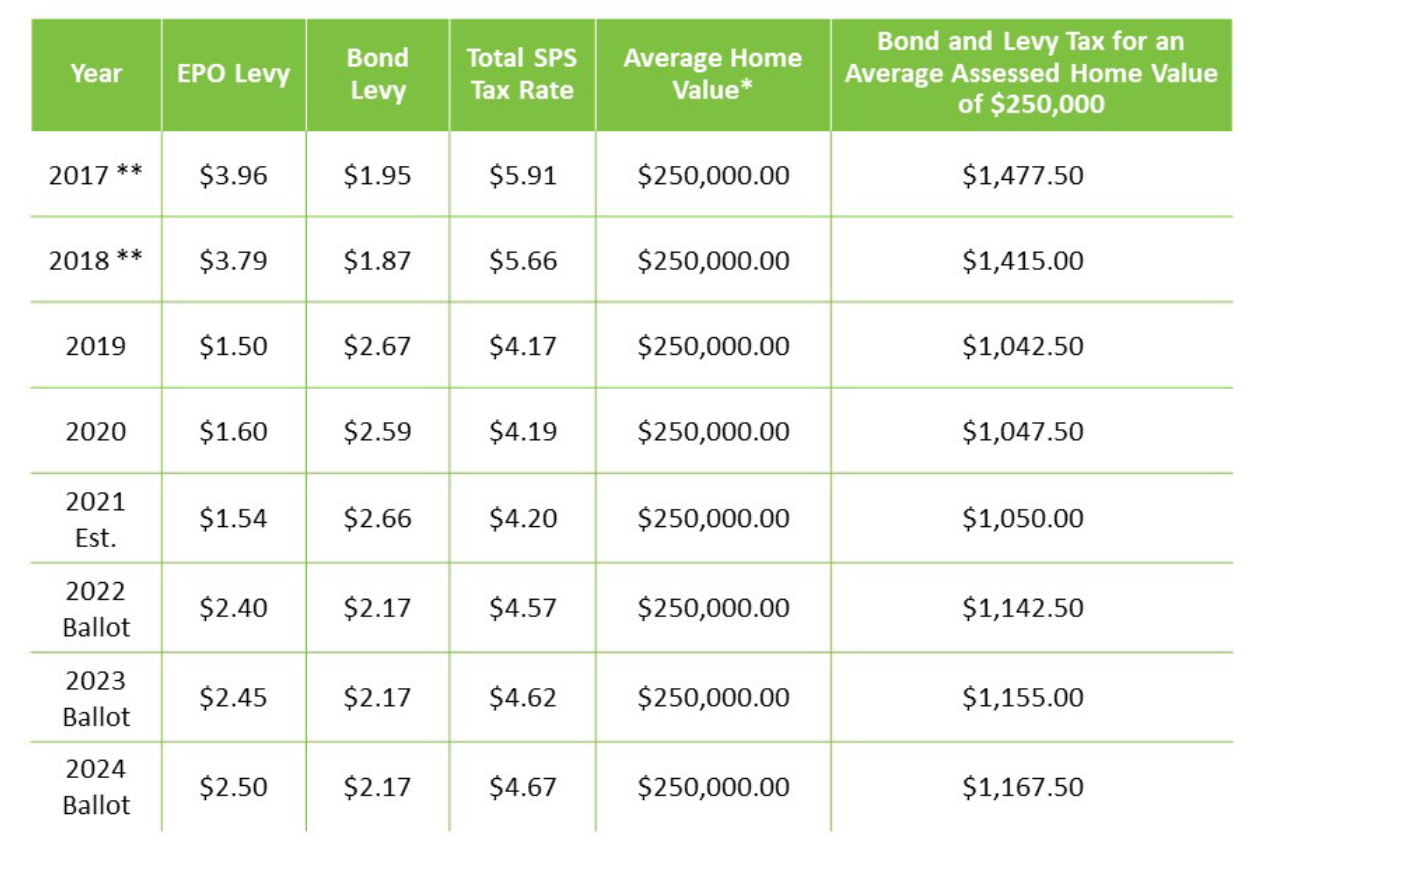 Year EPO Levy Bond Levy Total SPS Tax Rate Average Home Value* Bond and Levy Tax for an Average Assessed Home Value of $250,000
2017 ** $3.96 $1.95 $5.91 $250,000.00 $1,477.50
2018 ** $3.79 $1.87 $5.66 $250,000.00 $1,415.00
2019 $1.50 $2.67 $4.17 $250,000.00 $1,042.50
2020 $1.60 $2.59 $4.19 $250,000.00 $1,047.50
2021 Est. $1.54 $2.66 $4.20 $250,000.00 $1,050.00
2022 Ballot $2.40 $2.17 $4.57 $250,000.00 $1,142.50
2023 Ballot $2.45 $2.17 $4.62 $250,000.00 $1,155.00
2024 Ballot $2.50 $2.17 $4.67 $250,000.00 $1,167.50